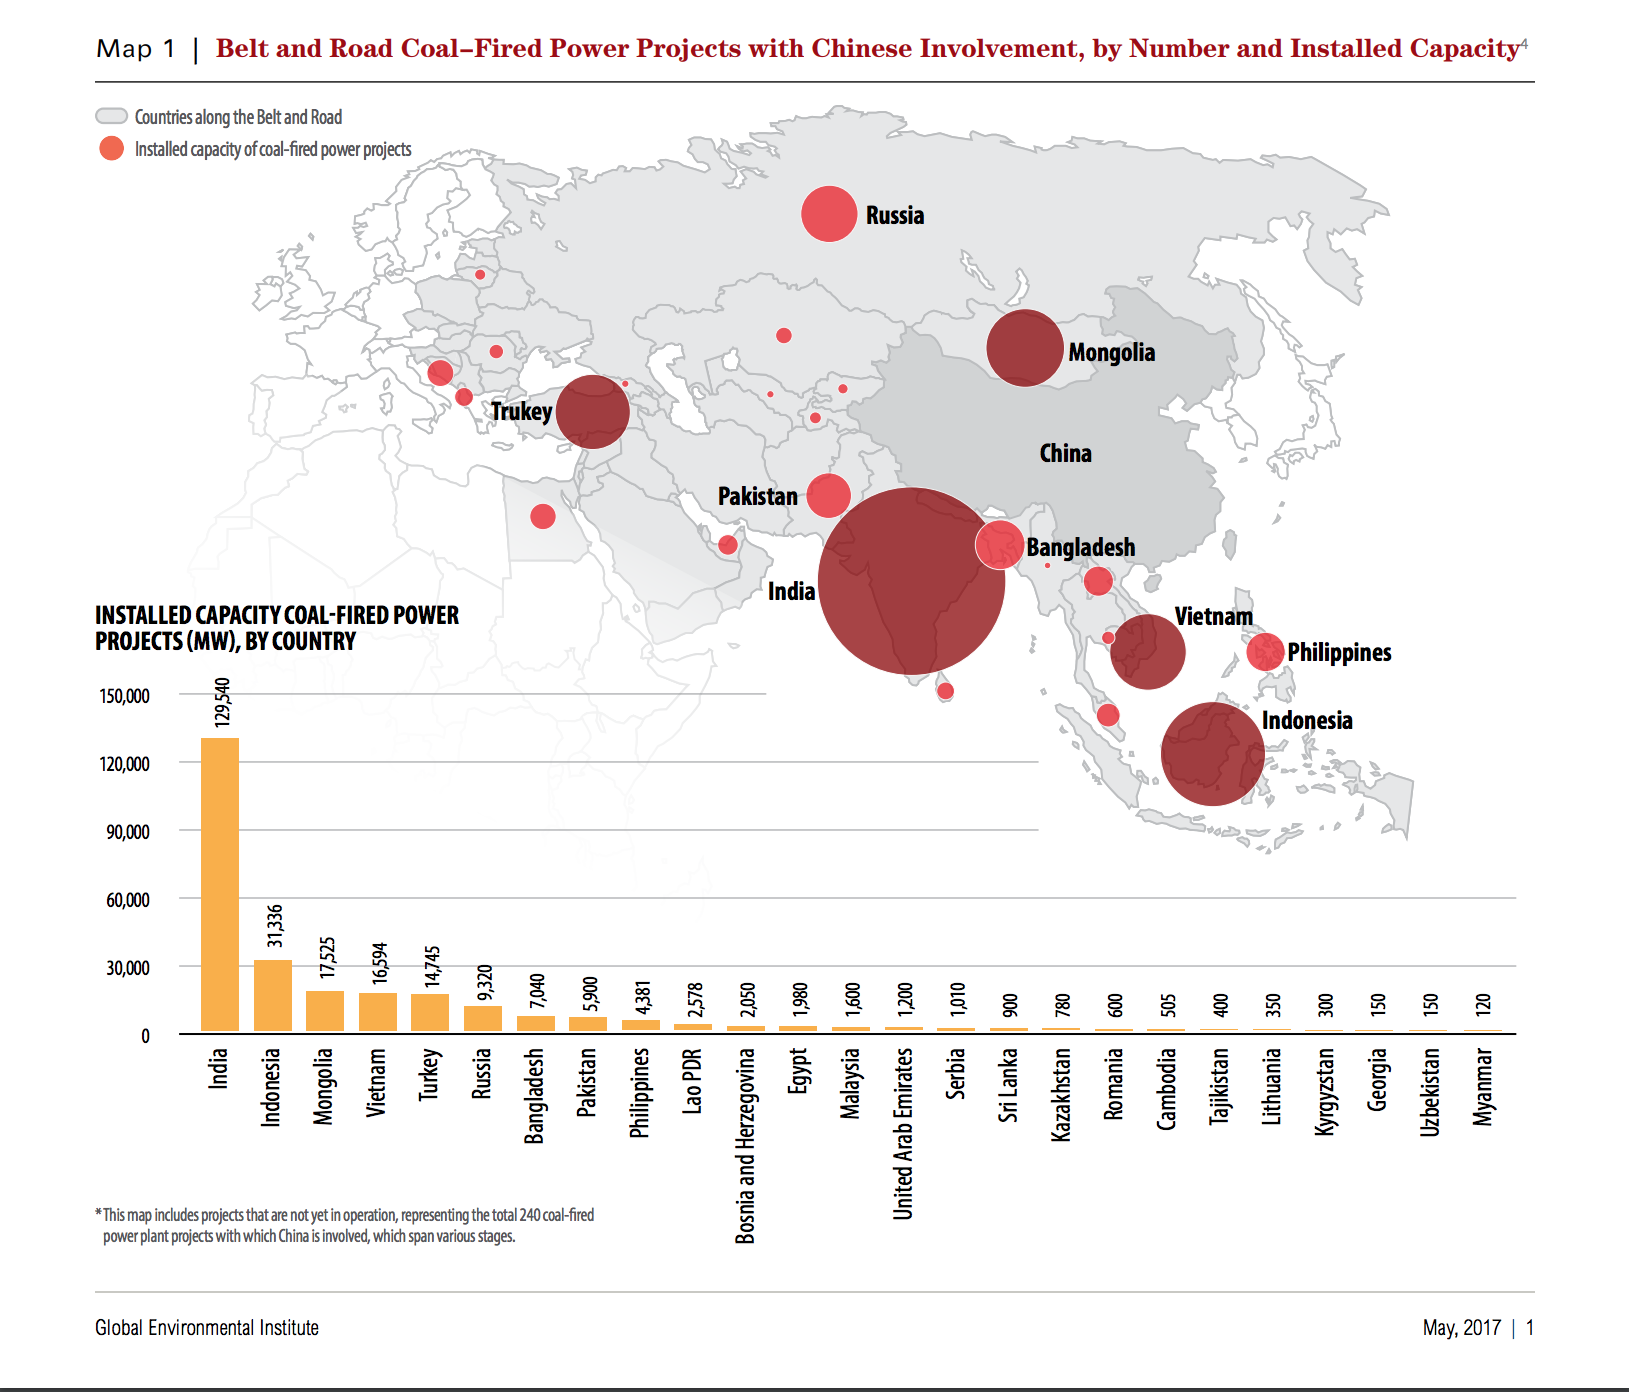 Map 1 | Belt and Road Coal–Fired Power Projects with Chinese Involvement, by Number and Installed Capacity4
Countries along the Belt and Road
Installed capacity of coal-fired power projects
Russia
Mongolia
Trukey
China
Pakistan
Bangladesh
India
Vietnam
Philippines
Indonesia
INSTALLED CAPACITY COAL-FIRED POWER
PROJECTS (MW), BY COUNTRY
150,000
120,000
90,000
60,000
30,000
0
129,540
31,336
17,525
16,594
14,745
9,320
7,040
5,900
4,381
2,578
2,050
1,980
1,600
1,200
1,010
900
780
600
505
400
350
300
150
150
120
India
Indonesia
Mongolia
Vietnam
Turkey
Russia
Bangladesh
Pakistan
Philippines
Lao PDR
Bosnia and Herzegovina
Egypt
Malaysia
United Arab Emirates
Serbia
Sri Lanka
Kazakhstan
Romania
Cambodia
Tajikistan
Lithuania
Kyrgyzstan
Georgia
Uzbekistan
Myanmar
*This map includes projects that are not yet in operation, representing the total 240 coal-fired
power plant projects with which China is involved, which span various stages.
Global Environmental Institute
May, 2017 | 1